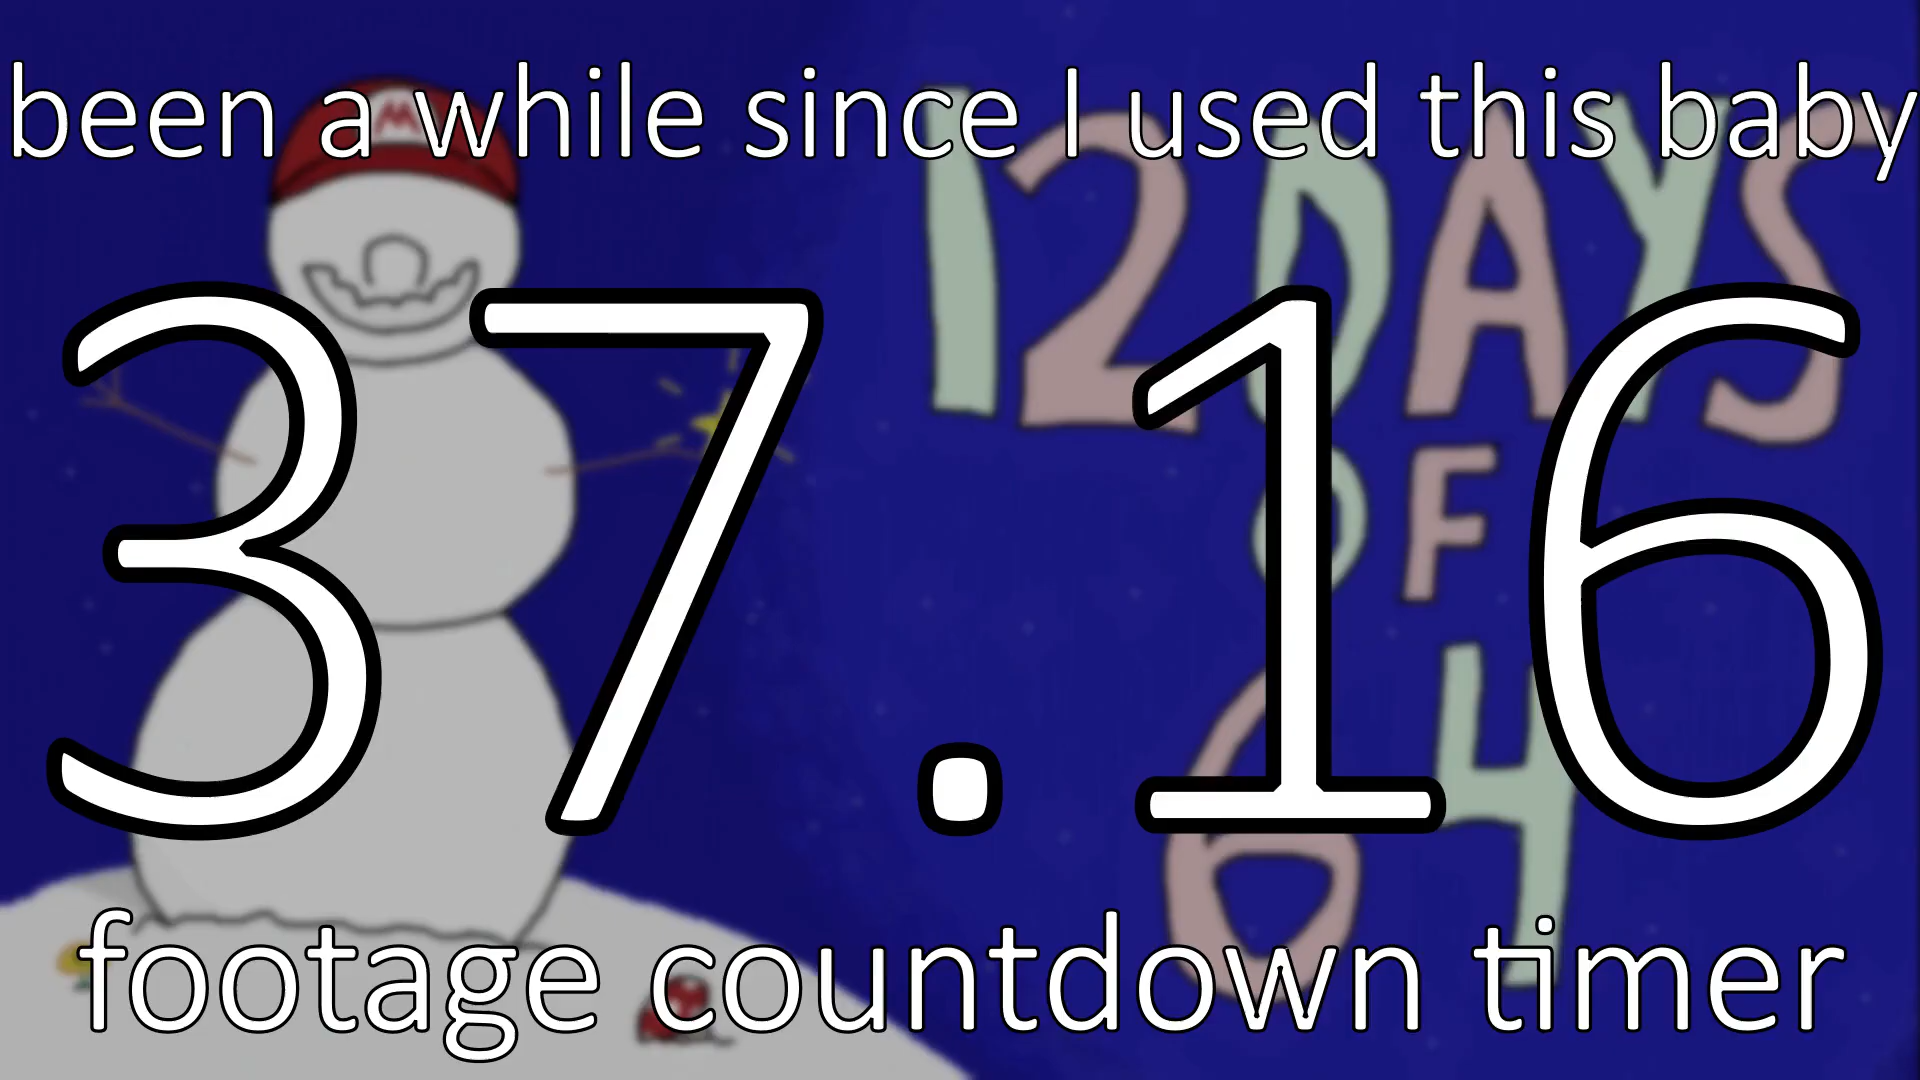 been a while since I used this baby
M
12 DAYS
37.16
OF
64
footage countdown timer